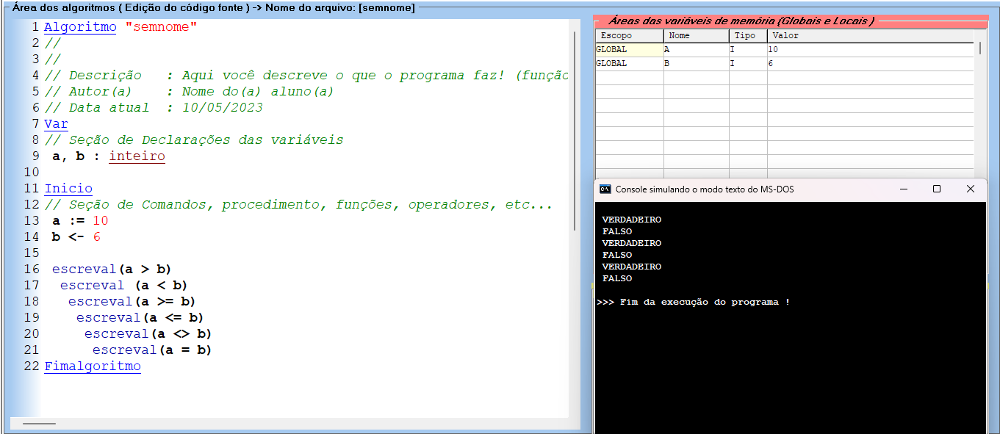 Área dos algoritmos ( Edição do código fonte ) -> Nome do arquivo: [semnome]
1 Algoritmo "semnome"
2 //
3 //
4 // Descrição   : Aqui você descreve o que o programa faz! (função
5 // Autor(a)    : Nome do(a) aluno(a)
6 // Data atual  : 10/05/2023
7 Var
8 // Seção de Declarações das variáveis
9  a, b : inteiro
10
11 Inicio
12 // Seção de Comandos, procedimento, funções, operadores, etc...
13  a := 10
14  b <- 6
15
16  escreval(a > b)
17   escreval (a < b)
18    escreval(a >= b)
19     escreval(a <= b)
20      escreval(a <> b)
21       escreval(a = b)
22 Fimalgoritmo
Áreas das variáveis de memória (Globais e Locais )
Escopo Nome Tipo Valor
GLOBAL A I 10
GLOBAL B I 6
C:\ Console simulando o modo texto do MS-DOS
VERDADEIRO
FALSO
VERDADEIRO
FALSO
VERDADEIRO
FALSO
>>> Fim da execução do programa !